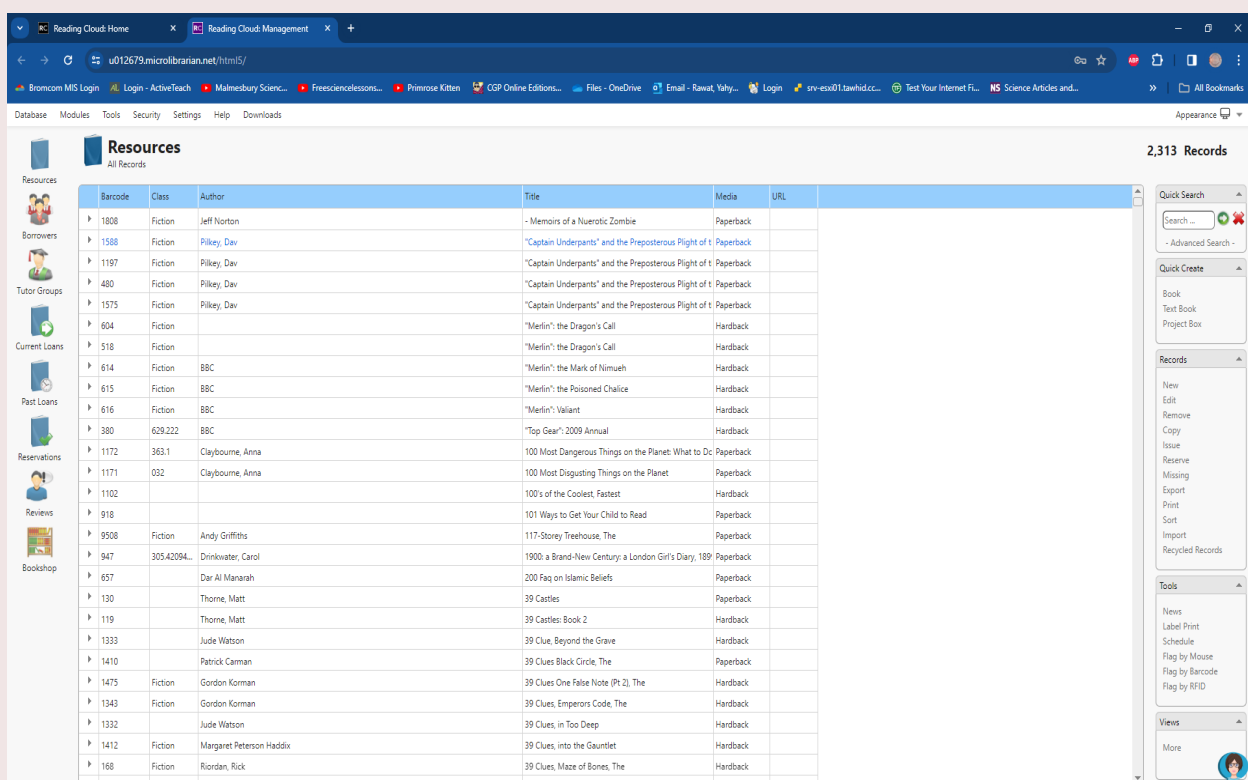 RC Reading Cloud: Home x RC Reading Cloud: Management x +
u012679.microlibrarian.net/html5/ ABP
Bromcom MIS Login AL Login - ActiveTeach Malmesbury Scienc... Freesciencelessons... Primrose Kitten CGP Online Editions... Files - OneDrive Email - Rawat, Yahy... Login srv-esxi01.tawhid.cc... Test Your Internet Fi... NS Science Articles and... » All Bookmarks
Database Modules Tools Security Settings Help Downloads Appearance
Resources
All Records
2,313 Records
Resources
Borrowers
Tutor Groups
Current Loans
Past Loans
Reservations
Reviews
Bookshop
Barcode Class Author Title Media URL
1808 Fiction Jeff Norton - Memoirs of a Nuerotic Zombie Paperback
1588 Fiction Pilkey, Dav "Captain Underpants" and the Preposterous Plight of t Paperback
1197 Fiction Pilkey, Dav "Captain Underpants" and the Preposterous Plight of t Paperback
480 Fiction Pilkey, Dav "Captain Underpants" and the Preposterous Plight of t Paperback
1575 Fiction Pilkey, Dav "Captain Underpants" and the Preposterous Plight of t Paperback
604 Fiction "Merlin": the Dragon's Call Hardback
518 Fiction "Merlin": the Dragon's Call Hardback
614 Fiction BBC "Merlin": the Mark of Nimueh Hardback
615 Fiction BBC "Merlin": the Poisoned Chalice Hardback
616 Fiction BBC "Merlin": Valiant Hardback
380 629.222 BBC "Top Gear": 2009 Annual Hardback
1172 363.1 Claybourne, Anna 100 Most Dangerous Things on the Planet: What to Dc Paperback
1171 032 Claybourne, Anna 100 Most Disgusting Things on the Planet Paperback
1102 100's of the Coolest, Fastest Hardback
918 101 Ways to Get Your Child to Read Paperback
9508 Fiction Andy Griffiths 117-Storey Treehouse, The Paperback
947 305.42094... Drinkwater, Carol 1900: a Brand-New Century: a London Girl's Diary, 189 Paperback
657 Dar Al Manarah 200 Faq on Islamic Beliefs Paperback
130 Thorne, Matt 39 Castles Paperback
119 Thorne, Matt 39 Castles: Book 2 Hardback
1333 Jude Watson 39 Clue, Beyond the Grave Hardback
1410 Patrick Carman 39 Clues Black Circle, The Paperback
1475 Fiction Gordon Korman 39 Clues One False Note (Pt 2), The Hardback
1343 Fiction Gordon Korman 39 Clues, Emperors Code, The Hardback
1332 Jude Watson 39 Clues, in Too Deep Hardback
1412 Fiction Margaret Peterson Haddix 39 Clues, into the Gauntlet Hardback
168 Fiction Riordan, Rick 39 Clues, Maze of Bones, The Hardback
Quick Search
Search ...
- Advanced Search -
Quick Create
Book
Text Book
Project Box
Records
New
Edit
Remove
Copy
Issue
Reserve
Missing
Export
Print
Sort
Import
Recycled Records
Tools
News
Label Print
Schedule
Flag by Mouse
Flag by Barcode
Flag by RFID
Views
More